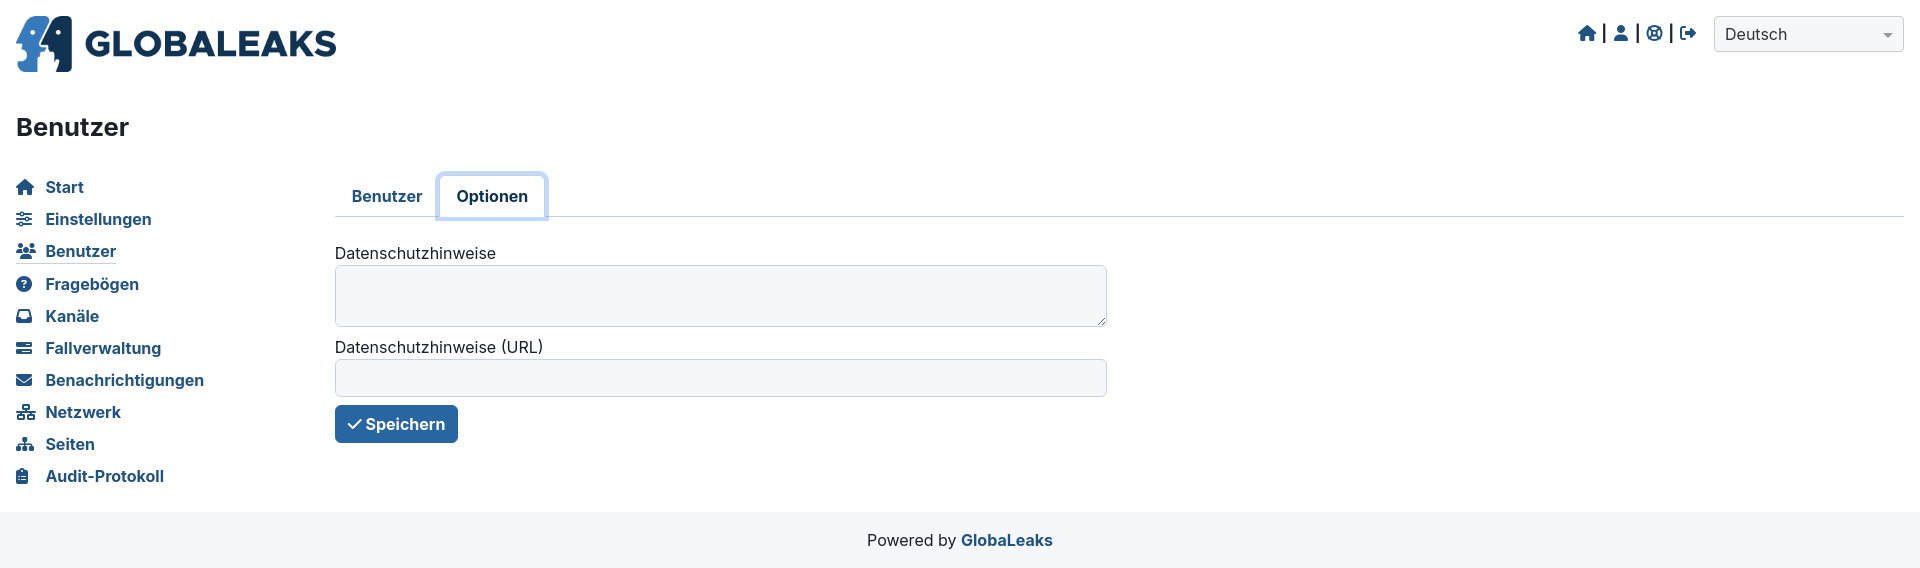 GLOBALEAKS
Deutsch
Benutzer
Start
Einstellungen
Benutzer
Fragebögen
Kanäle
Fallverwaltung
Benachrichtigungen
Netzwerk
Seiten
Audit-Protokoll
Benutzer Optionen
Datenschutzhinweise
Datenschutzhinweise (URL)
Speichern
Powered by GlobaLeaks